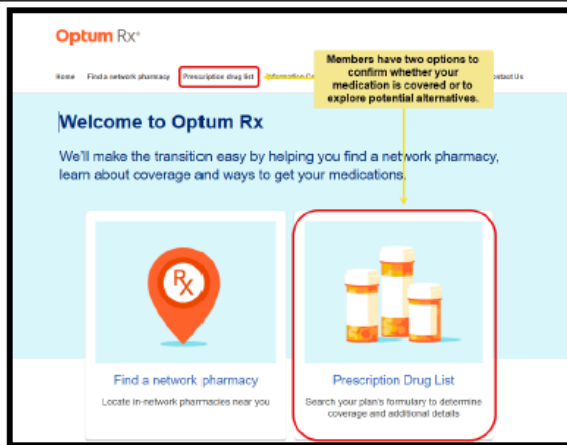 Optum Rx®
Members have two options to
confirm whether your
medication is covered or to
explore potential alternatives.
Home Find a network pharmacy Prescription drug list Information Contact Us
Welcome to Optum Rx
We'll make the transition easy by helping you find a network pharmacy,
learn about coverage and ways to get your medications.
Rx
Find a network pharmacy
Locate in-network pharmacies near you
Prescription Drug List
Search your plan's formulary to determine
coverage and additional details